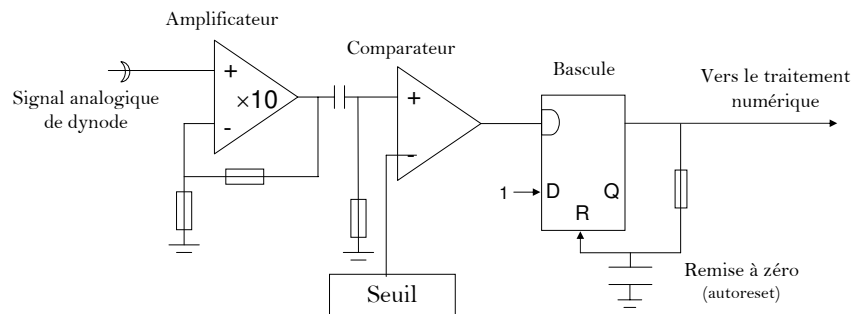 Amplificateur
Comparateur
Bascule
Vers le traitement
numérique
Signal analogique
de dynode
+
×10
-
+
-
1
D
Q
R
Seuil
Remise à zéro
(autoreset)